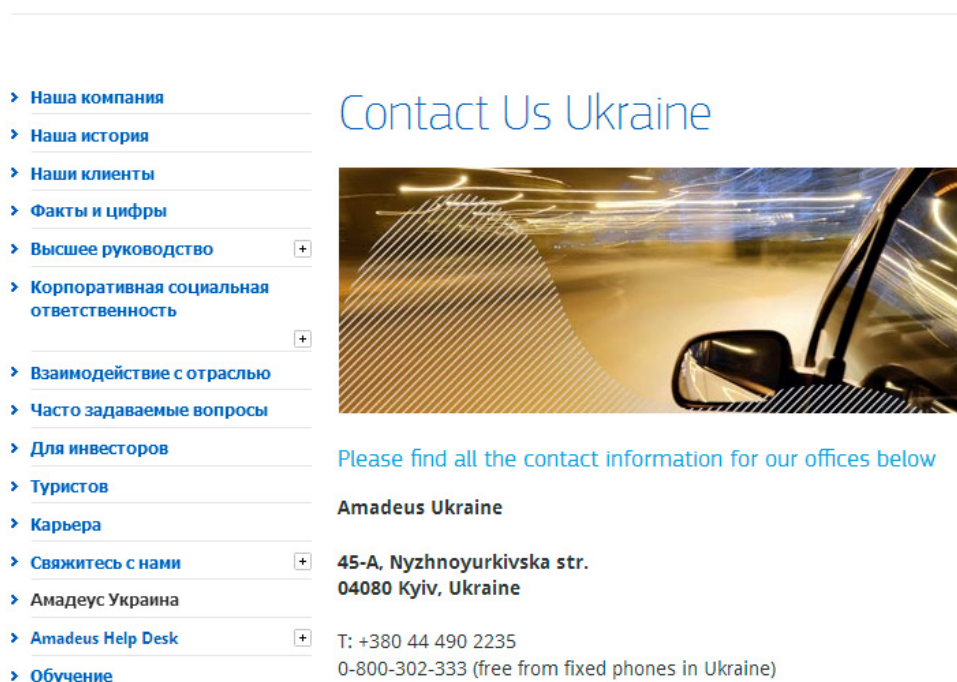 Наша компания
Наша история
Наши клиенты
Факты и цифры
Высшее руководство
Корпоративная социальная
ответственность
Взаимодействие с отраслью
Часто задаваемые вопросы
Для инвесторов
Туристов
Карьера
Свяжитесь с нами
Амадеус Украина
Amadeus Help Desk
Обучение
Contact Us Ukraine
Please find all the contact information for our offices below
Amadeus Ukraine
45-A, Nyzhnoyurkivska str.
04080 Kyiv, Ukraine
T: +380 44 490 2235
0-800-302-333 (free from fixed phones in Ukraine)